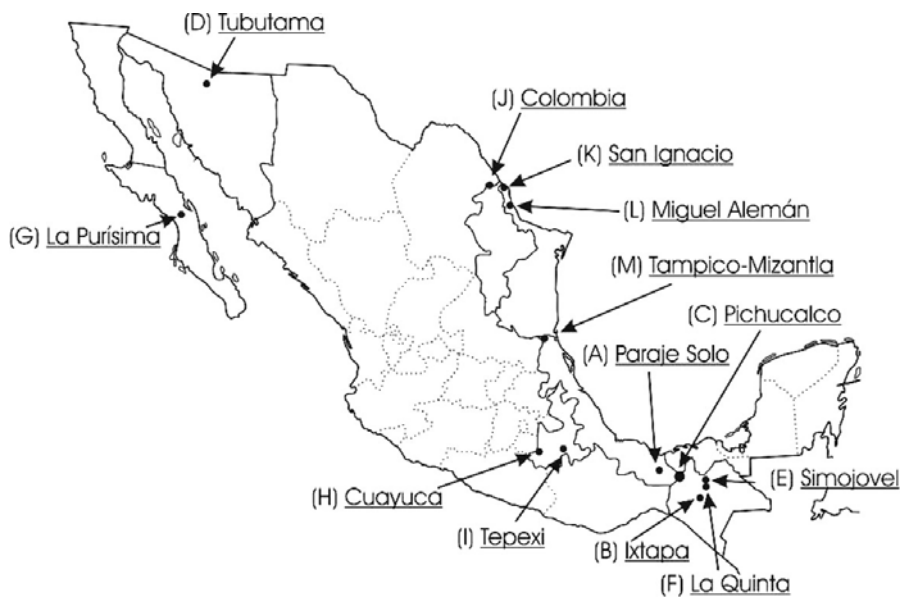 (D) Tubutama
(J) Colombia
(K) San Ignacio
(L) Miguel Alemán
(G) La Purísima
(M) Tampico-Mizantla
(C) Pichucalco
(A) Paraje Solo
(E) Simojovel
(H) Cuayuca
(I) Tepexi
(B) Ixtapa
(F) La Quinta